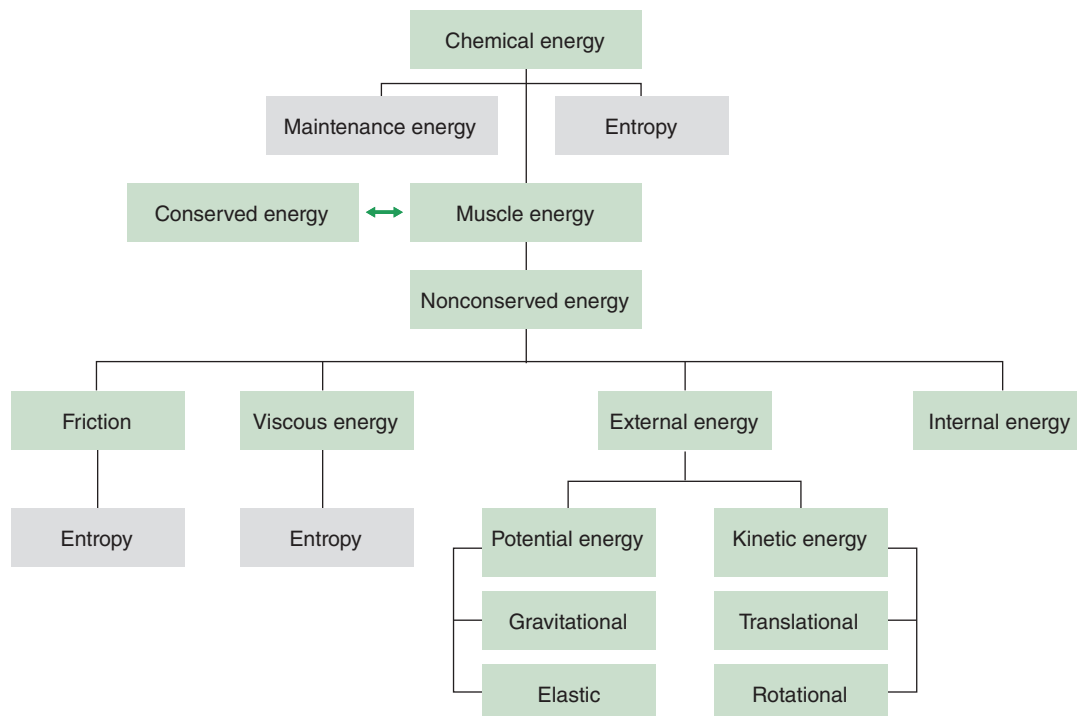 Chemical energy
Maintenance energy
Entropy
Conserved energy
Muscle energy
Nonconserved energy
Friction
Viscous energy
External energy
Internal energy
Entropy
Entropy
Potential energy
Kinetic energy
Gravitational
Translational
Elastic
Rotational